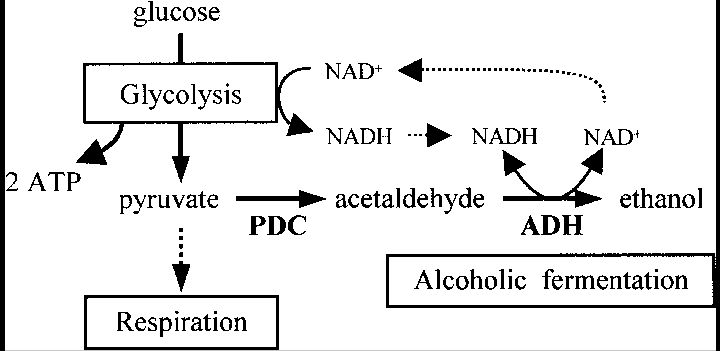 glucose
Glycolysis
NAD+
NADH
NADH
NAD+
2 ATP
pyruvate
acetaldehyde
ethanol
PDC
ADH
Alcoholic fermentation
Respiration